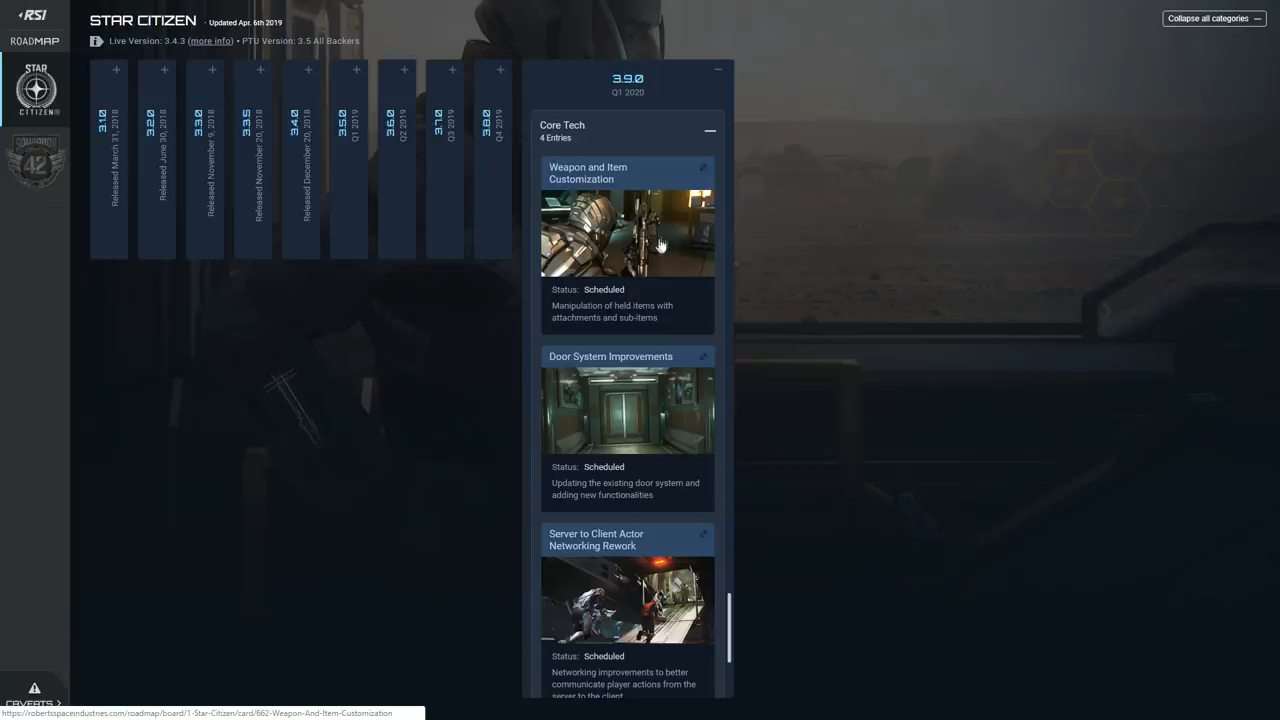 RSI
ROADMAP
STAR CITIZEN
SQUADRON 42
CAVEATS >
STAR CITIZEN · Updated Apr. 6th 2019
Live Version: 3.4.3 (more info) • PTU Version: 3.5 All Backers
Collapse all categories —
3.1.0 Released March 31, 2018
3.2.0 Released June 30, 2018
3.3.0 Released November 9, 2018
3.3.5 Released November 20, 2018
3.4.0 Released December 20, 2018
3.5.0 Q1 2019
3.6.0 Q2 2019
3.7.0 Q3 2019
3.8.0 Q4 2019
3.9.0
Q1 2020
Core Tech
4 Entries
Weapon and Item
Customization
Status: Scheduled
Manipulation of held items with
attachments and sub-items
Door System Improvements
Status: Scheduled
Updating the existing door system and
adding new functionalities
Server to Client Actor
Networking Rework
Status: Scheduled
Networking improvements to better
communicate player actions from the
server to the client
https://robertsspaceindustries.com/roadmap/board/1-Star-Citizen/card/662-Weapon-And-Item-Customization